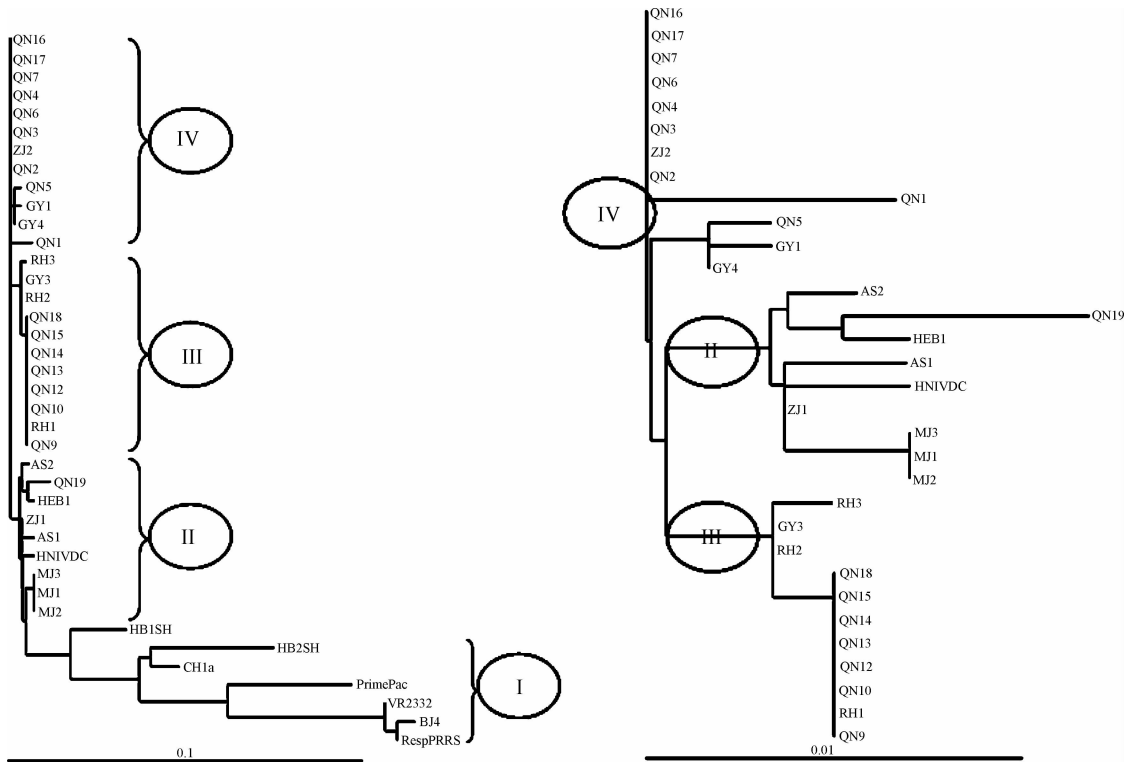 QN16
QN17
QN7
QN4
QN6
QN3
ZJ2
QN2
QN5
GY1
GY4
QN1
IV
RH3
GY3
RH2
QN18
QN15
QN14
QN13
QN12
QN10
RH1
QN9
III
AS2
QN19
HEB1
ZJ1
AS1
HNIVDC
MJ3
MJ1
MJ2
II
HB1SH
HB2SH
CH1a
PrimePac
VR2332
BJ4
RespPRRS
I
0.1
QN16
QN17
QN7
QN6
QN4
QN3
ZJ2
QN2
QN1
IV
QN5
GY1
GY4
AS2
QN19
HEB1
II
AS1
HNIVDC
ZJ1
MJ3
MJ1
MJ2
RH3
GY3
III
RH2
QN18
QN15
QN14
QN13
QN12
QN10
RH1
QN9
0.01